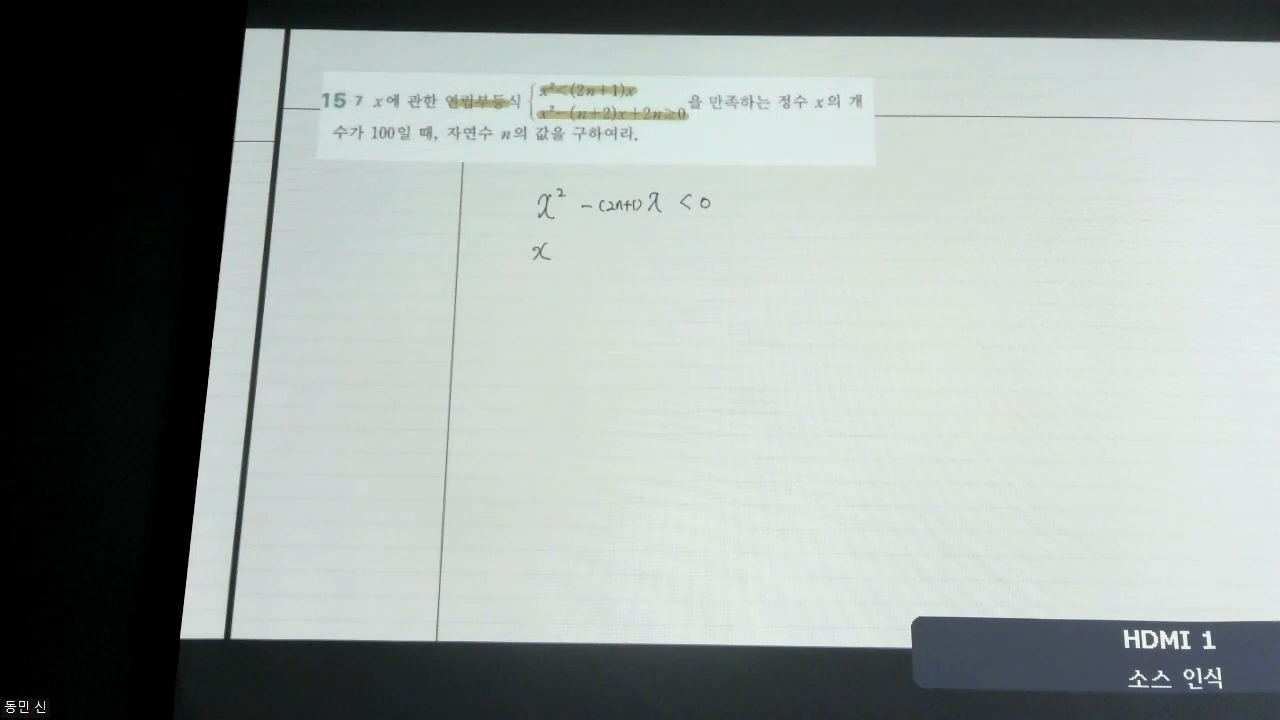 15 7 x에 관한 연립부등식 { x²<(2n+1)x
x²-(n+2)x+2n≥0 을 만족하는 정수 x의 개
수가 100일 때, 자연수 n의 값을 구하여라.
x² -(2n+1)x <0
x
HDMI 1
소스 인식
동민 신